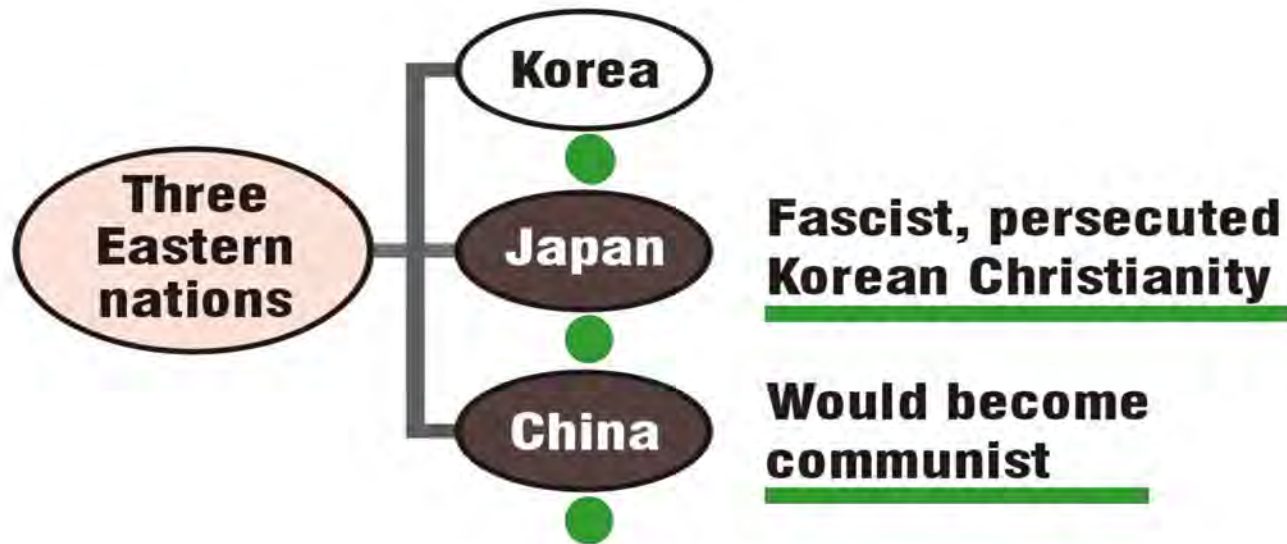 Korea
Three
Eastern
nations
Japan
Fascist, persecuted
Korean Christianity
China
Would become
communist